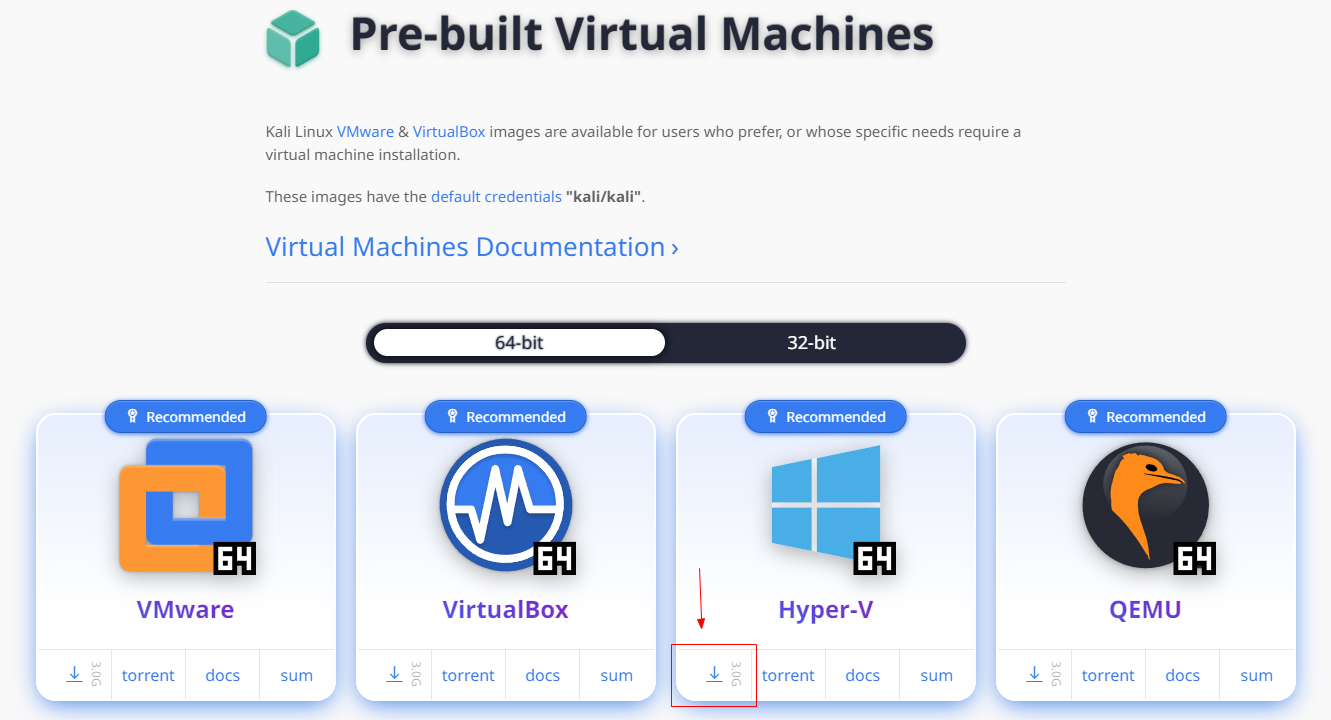 Pre-built Virtual Machines
Kali Linux VMware & VirtualBox images are available for users who prefer, or whose specific needs require a
virtual machine installation.
These images have the default credentials "kali/kali".
Virtual Machines Documentation ›
64-bit 32-bit
Recommended Recommended Recommended Recommended
64 64 64 64
VMware VirtualBox Hyper-V QEMU
3.0G torrent docs sum 3.0G torrent docs sum 3.0G torrent docs sum 3.0G torrent docs sum